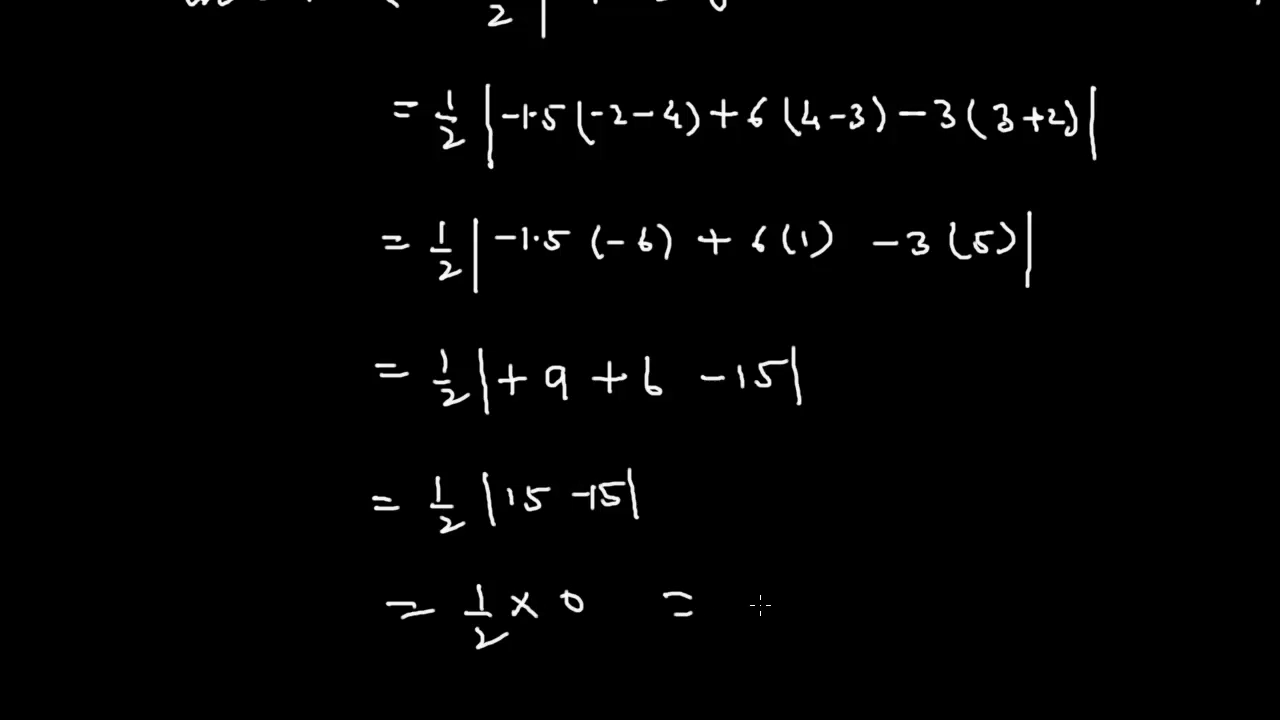 2
= 1/2 |-1.5(-2-4)+6(4-3)-3(3+2)|
= 1/2 |-1.5(-6) + 6(1) -3(5)|
= 1/2 |+9+6 -15|
= 1/2 |15 -15|
= 1/2 × 0 =